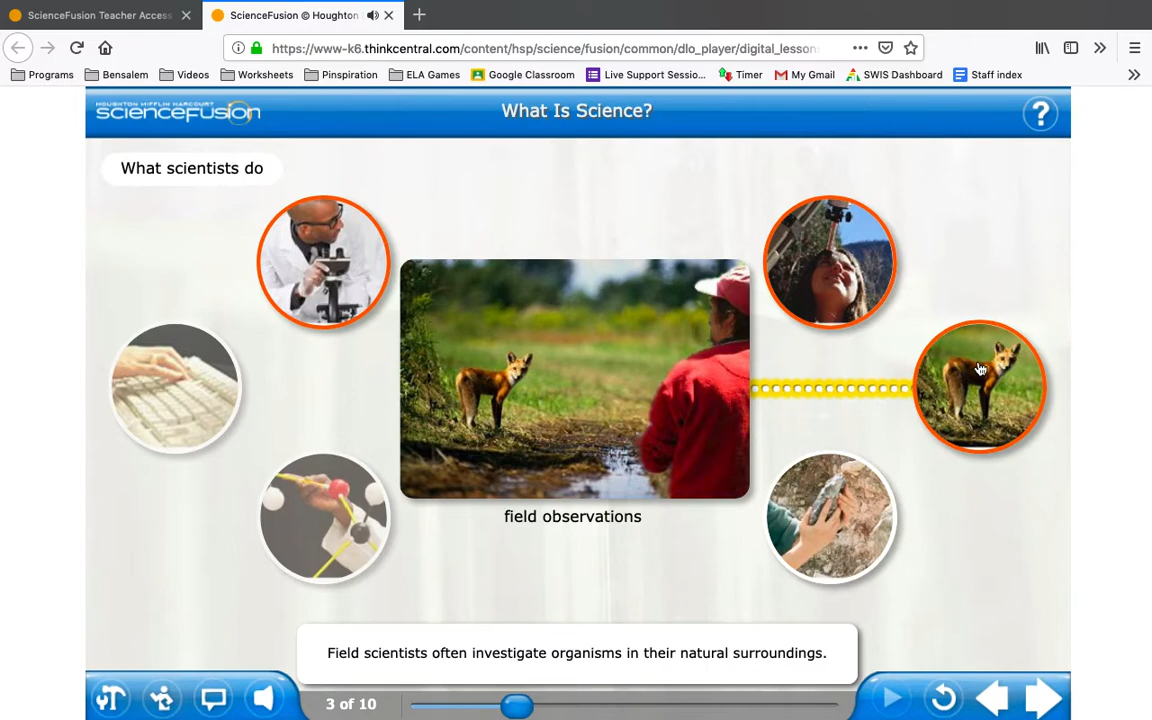 ScienceFusion Teacher Access
ScienceFusion © Houghton
https://www-k6.thinkcentral.com/content/hsp/science/fusion/common/dlo_player/digital_lesson
Programs
Bensalem
Videos
Worksheets
Pinspiration
ELA Games
Google Classroom
Live Support Sessio...
Timer
My Gmail
SWIS Dashboard
Staff index
HOUGHTON MIFFLIN HARCOURT
SCIENCEFUSION
What Is Science?
?
What scientists do
field observations
Field scientists often investigate organisms in their natural surroundings.
3 of 10